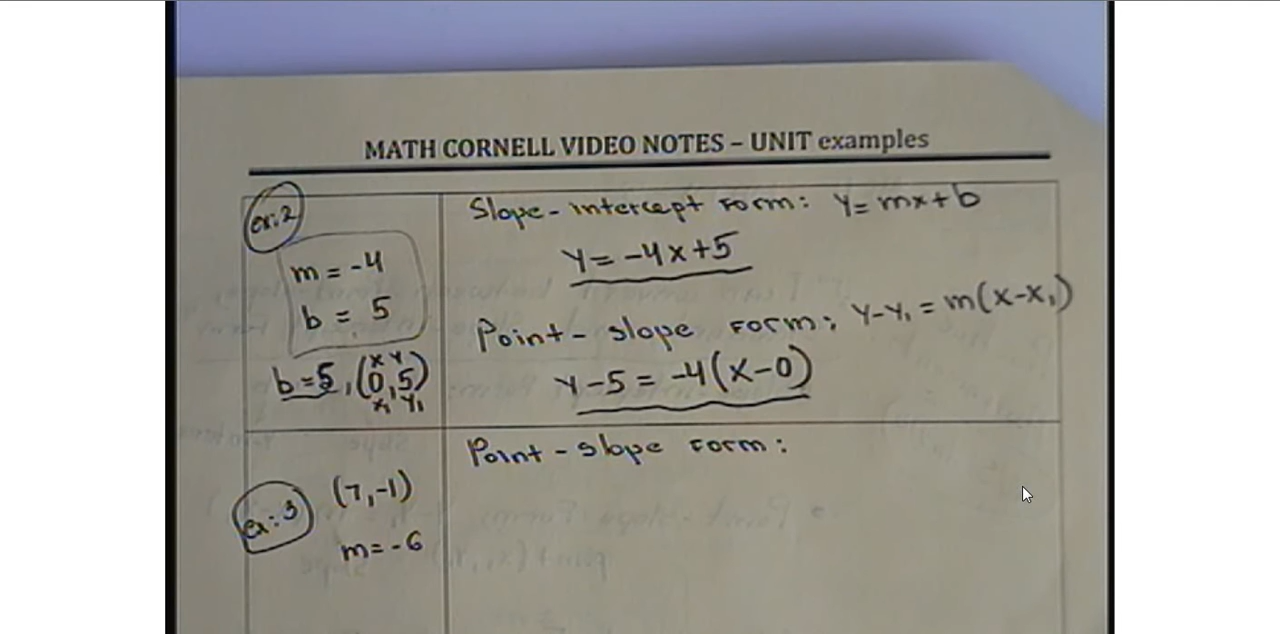 MATH CORNELL VIDEO NOTES – UNIT examples
ex:2
m = -4
b = 5
b=5, (0,5)
x y
x₁ y₁
Slope-intercept form: y=mx+b
y= -4x+5
Point-slope form: y-y₁ = m(x-x₁)
y-5 = -4(x-0)
ex:3
(7,-1)
m=-6
Point-slope form: